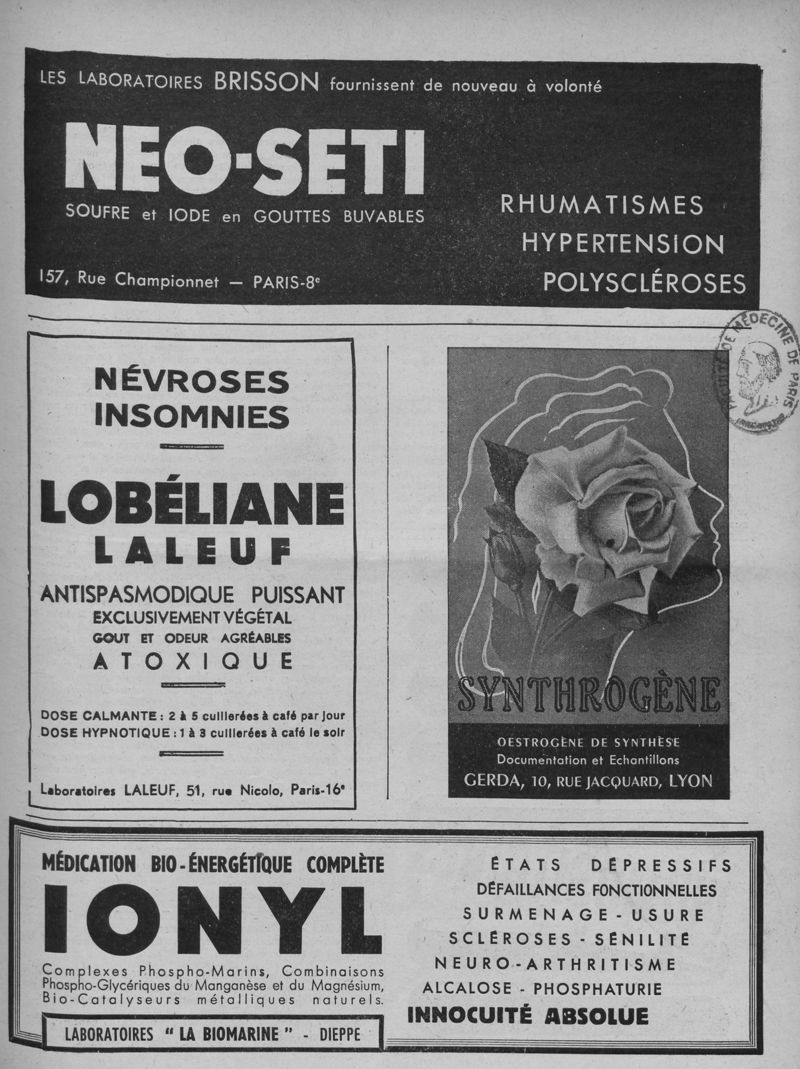 LES LABORATOIRES BRISSON fournissent de nouveau à volonté
NEO-SETI
SOUFRE et IODE en GOUTTES BUVABLES
RHUMATISMES
HYPERTENSION
POLYSCLÉROSES
157, Rue Championnet — PARIS-8e
FACULTÉ DE MÉDECINE DE PARIS
NÉVROSES
INSOMNIES
LOBÉLIANE
LALEUF
ANTISPASMODIQUE PUISSANT
EXCLUSIVEMENT VÉGÉTAL
GOUT ET ODEUR AGRÉABLES
ATOXIQUE
DOSE CALMANTE : 2 à 5 cuillerées à café par jour
DOSE HYPNOTIQUE : 1 à 3 cuillerées à café le soir
Laboratoires LALEUF, 51, rue Nicolo, Paris-16e
SYNTHROGÈNE
OESTROGÈNE DE SYNTHÈSE
Documentation et Echantillons
GERDA, 10, RUE JACQUARD, LYON
MÉDICATION BIO-ÉNERGÉTIQUE COMPLÈTE
IONYL
Complexes Phospho-Marins, Combinaisons
Phospho-Glycériques du Manganèse et du Magnésium,
Bio-Catalyseurs métalliques naturels.
LABORATOIRES "LA BIOMARINE" - DIEPPE
ÉTATS DÉPRESSIFS
DÉFAILLANCES FONCTIONNELLES
SURMENAGE - USURE
SCLÉROSES - SÉNILITÉ
NEURO-ARTHRITISME
ALCALOSE - PHOSPHATURIE
INNOCUITÉ ABSOLUE